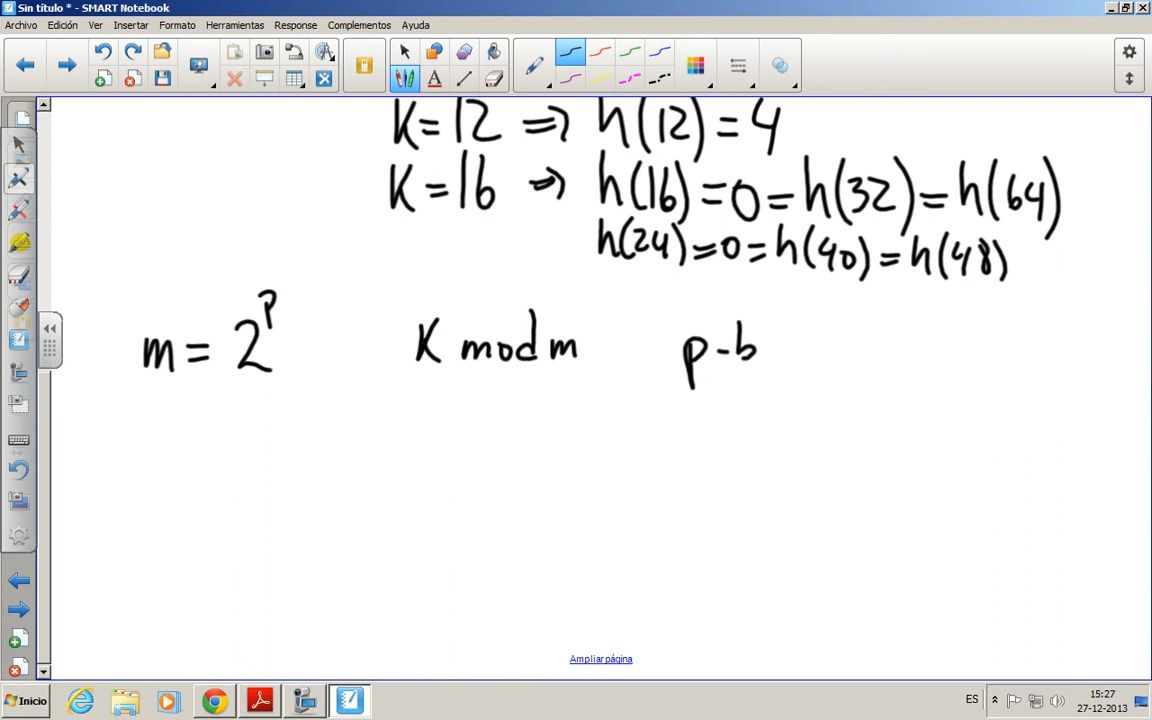 Sin título * - SMART Notebook
Archivo Edición Ver Insertar Formato Herramientas Response Complementos Ayuda
K = 12 ⇒ h(12) = 4
K = 16 ⇒ h(16) = 0 = h(32) = h(64)
h(24) = 0 = h(40) = h(48)
m = 2^p K mod m p-b
Ampliar página
Inicio ES 15:27
27-12-2013